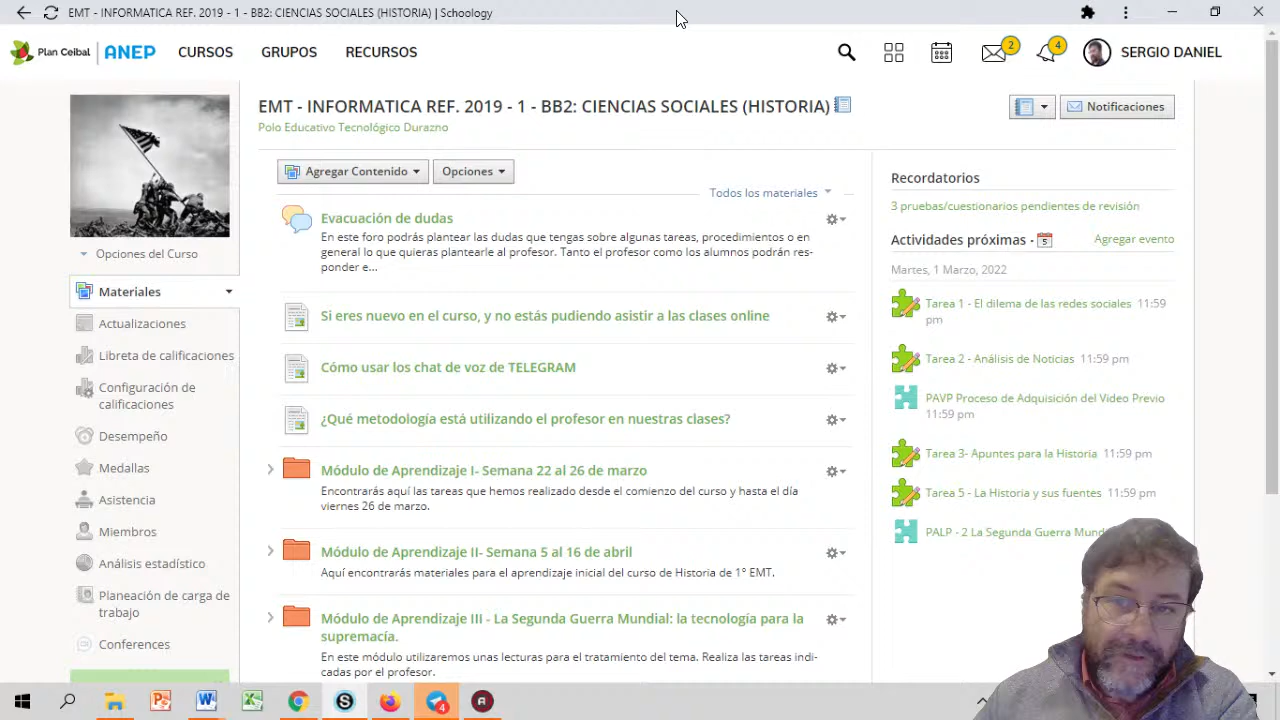 EMT - INFORMATICA REF. 2019 - 1 - BB2: CIENCIAS SOCIALES (HISTORIA) | Schoology
Plan Ceibal
ANEP
CURSOS
GRUPOS
RECURSOS
2
4
SERGIO DANIEL
EMT - INFORMATICA REF. 2019 - 1 - BB2: CIENCIAS SOCIALES (HISTORIA)
Polo Educativo Tecnológico Durazno
Notificaciones
Opciones del Curso
Materiales
Actualizaciones
Libreta de calificaciones
Configuración de
calificaciones
Desempeño
Medallas
Asistencia
Miembros
Análisis estadístico
Planeación de carga de
trabajo
Conferences
Agregar Contenido
Opciones
Todos los materiales
Evacuación de dudas
En este foro podrás plantear las dudas que tengas sobre algunas tareas, procedimientos o en
general lo que quieras plantearle al profesor. Tanto el profesor como los alumnos podrán res-
ponder e...
Si eres nuevo en el curso, y no estás pudiendo asistir a las clases online
Cómo usar los chat de voz de TELEGRAM
¿Qué metodología está utilizando el profesor en nuestras clases?
Módulo de Aprendizaje I- Semana 22 al 26 de marzo
Encontrarás aquí las tareas que hemos realizado desde el comienzo del curso y hasta el día
viernes 26 de marzo.
Módulo de Aprendizaje II- Semana 5 al 16 de abril
Aquí encontrarás materiales para el aprendizaje inicial del curso de Historia de 1° EMT.
Módulo de Aprendizaje III - La Segunda Guerra Mundial: la tecnología para la
supremacía.
En este módulo utilizaremos unas lecturas para el tratamiento del tema. Realiza las tareas indi-
cadas por el profesor.
Recordatorios
3 pruebas/cuestionarios pendientes de revisión
Actividades próximas - 5
Agregar evento
Martes, 1 Marzo, 2022
Tarea 1 - El dilema de las redes sociales 11:59
pm
Tarea 2 - Análisis de Noticias 11:59 pm
PAVP Proceso de Adquisición del Video Previo
11:59 pm
Tarea 3- Apuntes para la Historia 11:59 pm
Tarea 5 - La Historia y sus fuentes 11:59 pm
PALP - 2 La Segunda Guerra
4